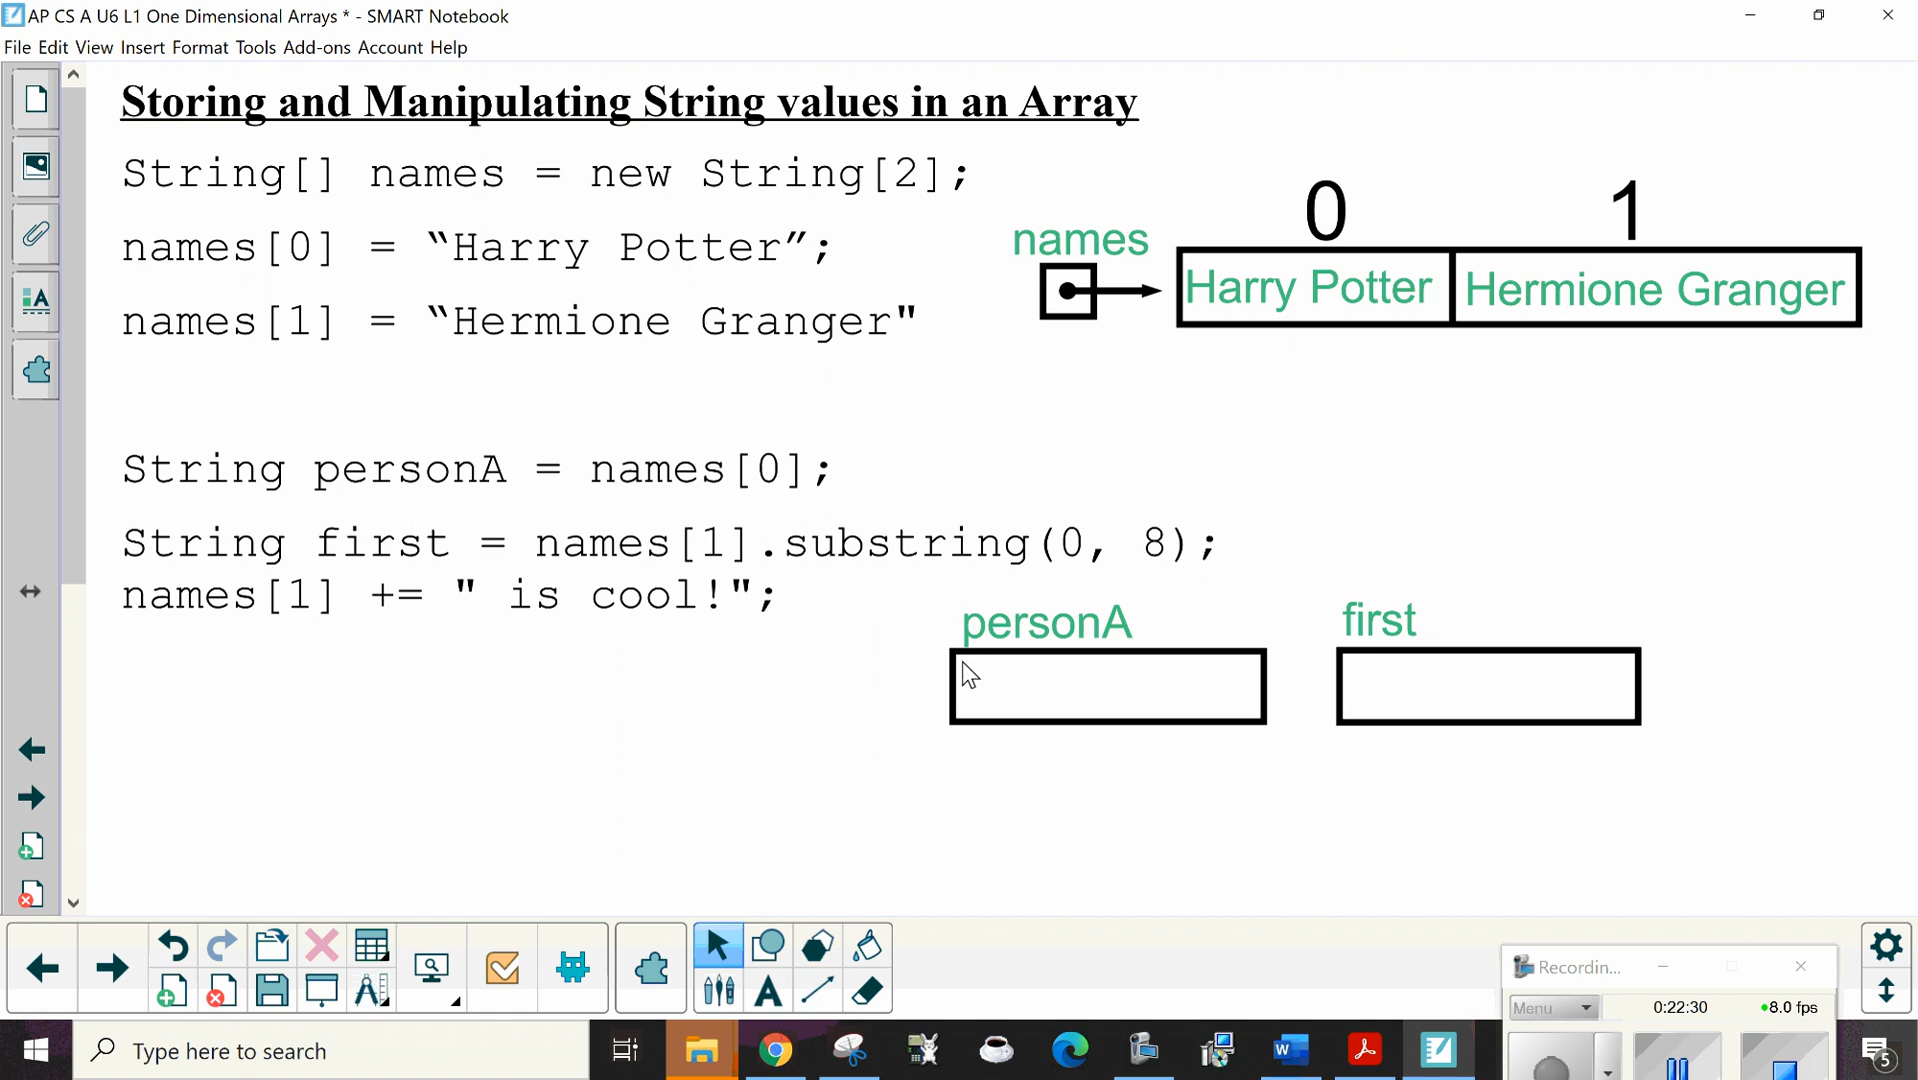 AP CS A U6 L1 One Dimensional Arrays * - SMART Notebook
File Edit View Insert Format Tools Add-ons Account Help
Storing and Manipulating String values in an Array
String[] names = new String[2];
names[0] = “Harry Potter”;
names[1] = “Hermione Granger"
0 1
names
Harry Potter Hermione Granger
String personA = names[0];
String first = names[1].substring(0, 8);
names[1] += " is cool!";
personA first
Recordin...
Menu 0:22:30 8.0 fps
Type here to search
5